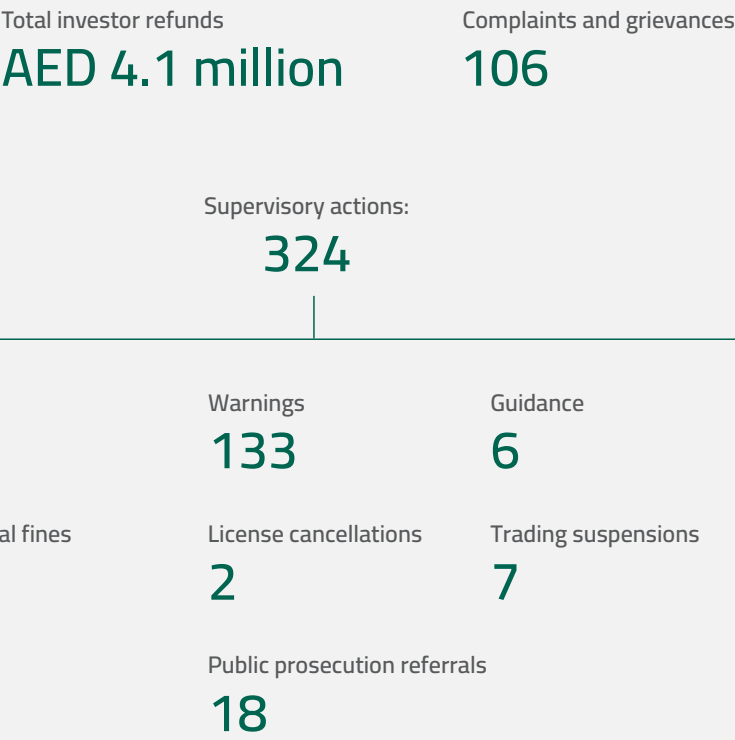 Total investor refunds
AED 4.1 million
Complaints and grievances
106
Supervisory actions:
324
Warnings
133
Guidance
6
al fines
License cancellations
2
Trading suspensions
7
Public prosecution referrals
18